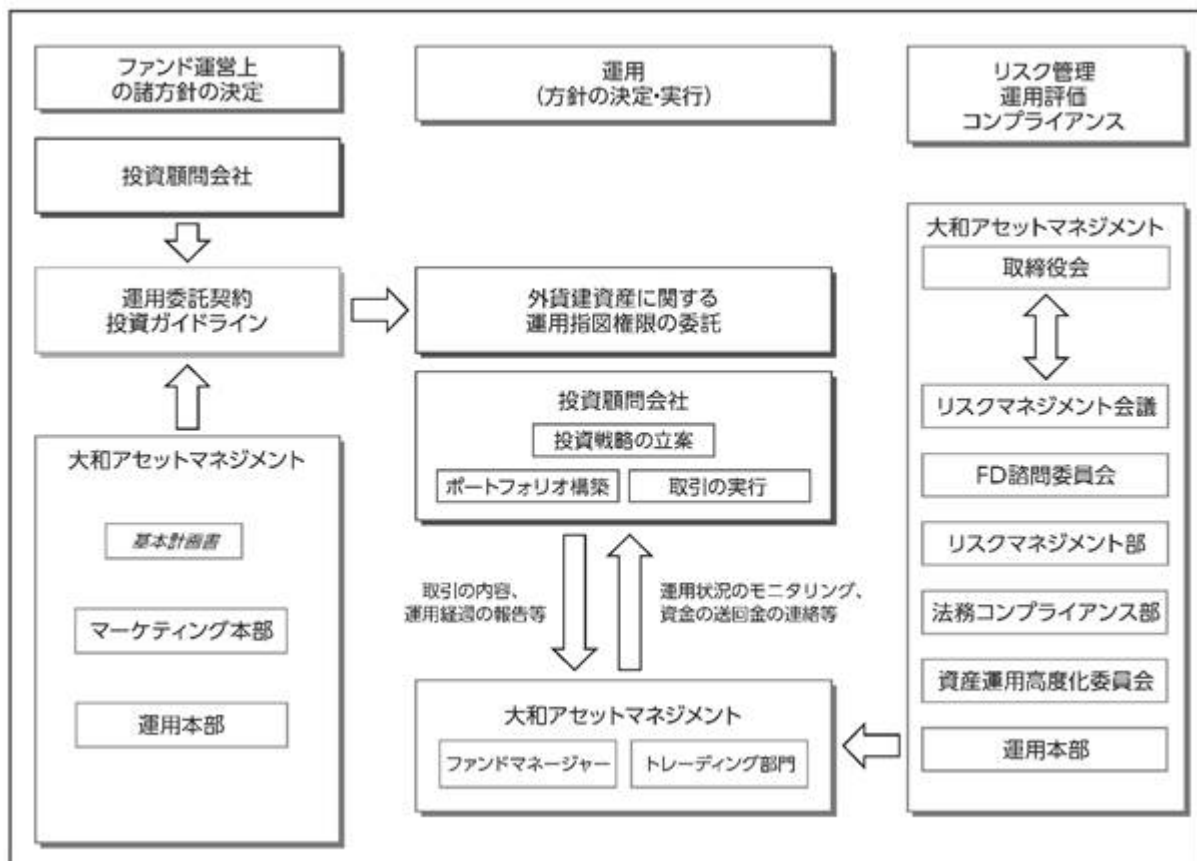 ファンド運営上
の諸方針の決定
投資顧問会社
運用委託契約
投資ガイドライン
大和アセットマネジメント
基本計画書
マーケティング本部
運用本部
運用
(方針の決定・実行)
外貨建資産に関する
運用指図権限の委託
投資顧問会社
投資戦略の立案
ポートフォリオ構築
取引の実行
取引の内容、
運用経過の報告等
運用状況のモニタリング、
資金の送回金の連絡等
大和アセットマネジメント
ファンドマネージャー
トレーディング部門
リスク管理
運用評価
コンプライアンス
大和アセットマネジメント
取締役会
リスクマネジメント会議
FD諮問委員会
リスクマネジメント部
法務コンプライアンス部
資産運用高度化委員会
運用本部